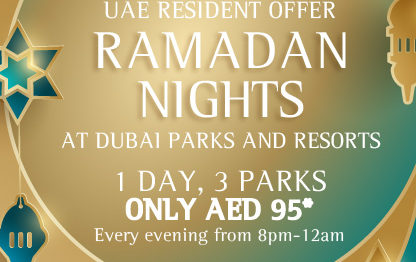 UAE RESIDENT OFFER
RAMADAN
NIGHTS
AT DUBAI PARKS AND RESORTS
1 DAY, 3 PARKS
ONLY AED 95*
Every evening from 8pm-12am